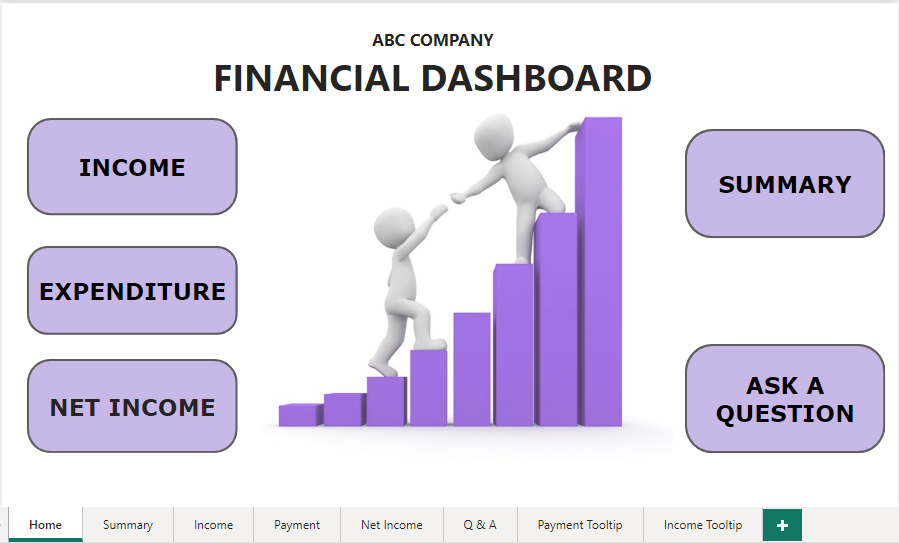 ABC COMPANY
FINANCIAL DASHBOARD
INCOME
EXPENDITURE
NET INCOME
SUMMARY
ASK A
QUESTION
Home
Summary
Income
Payment
Net Income
Q & A
Payment Tooltip
Income Tooltip
+